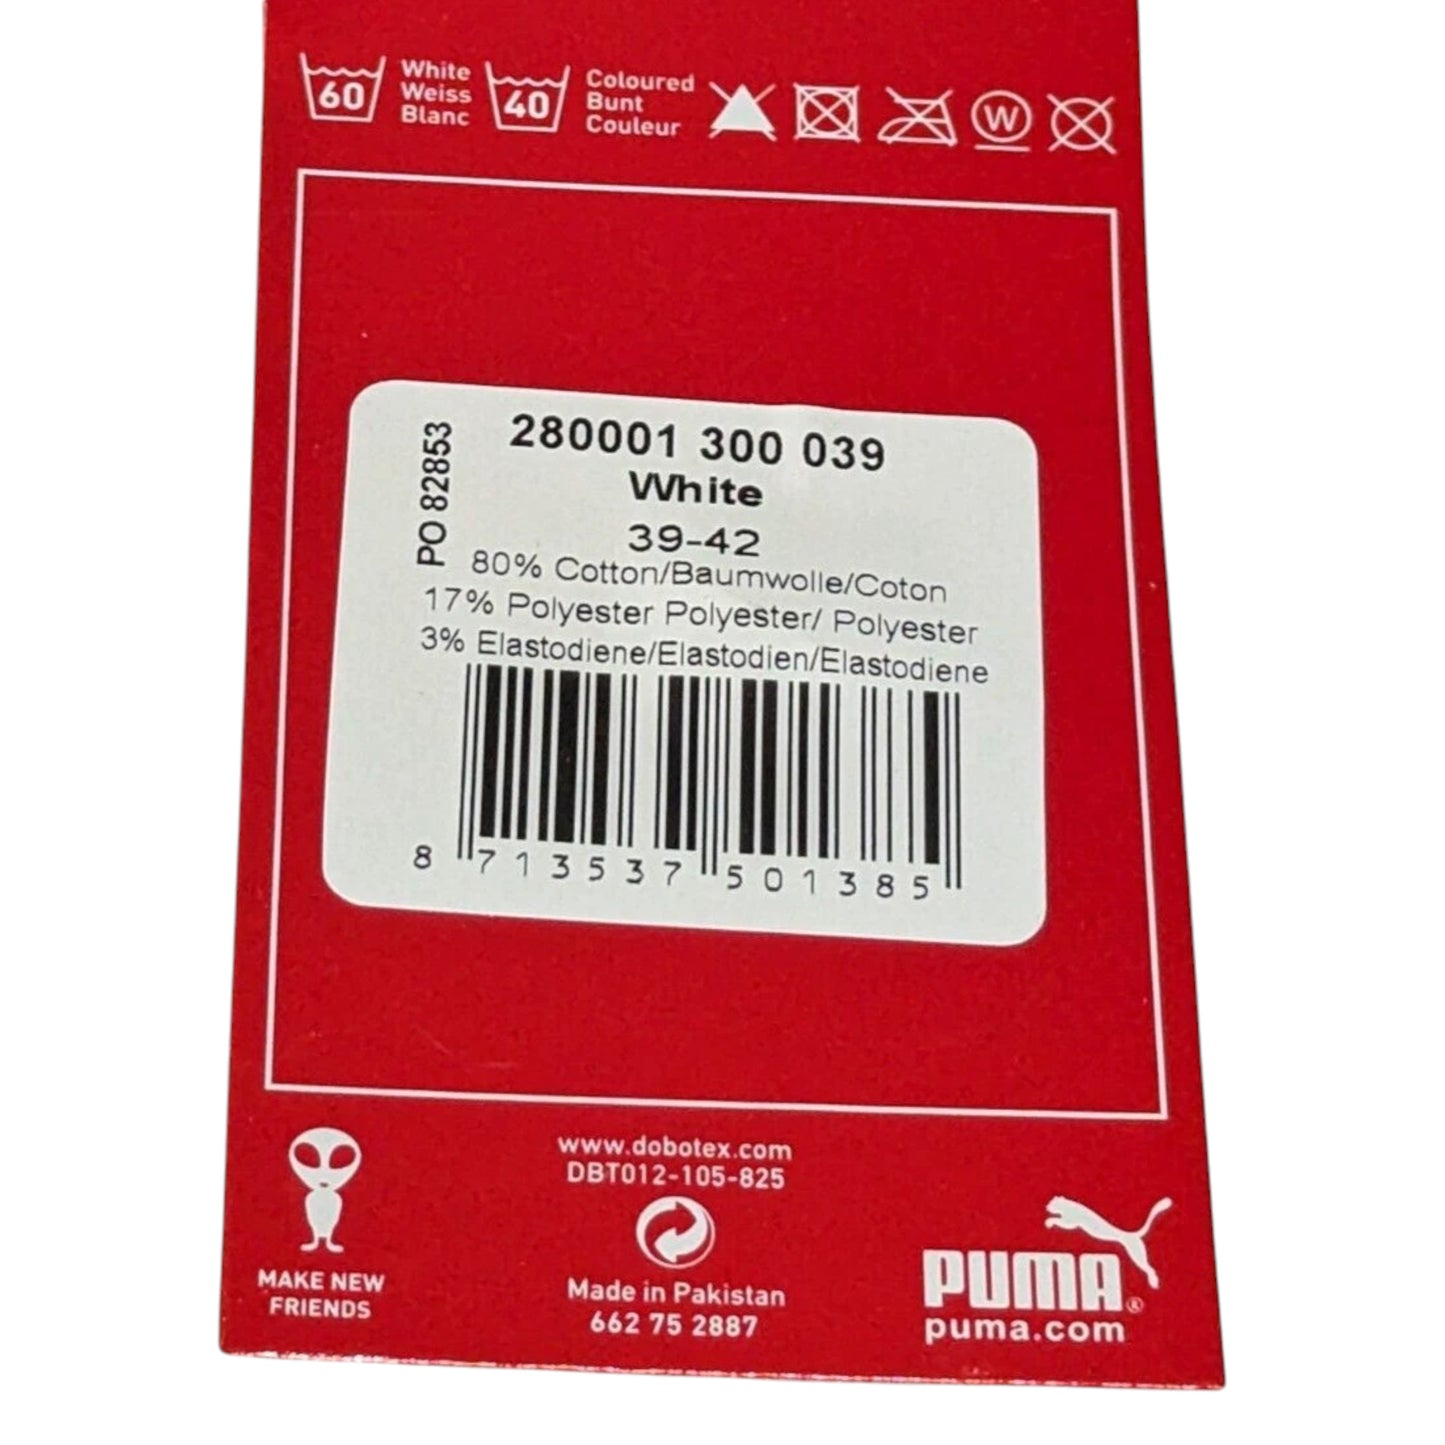 60
White
Weiss
Blanc
40
Coloured
Bunt
Couleur
W
PO 82853
280001 300 039
White
39-42
80% Cotton/Baumwolle/Coton
17% Polyester Polyester/ Polyester
3% Elastodiene/Elastodien/Elastodiene
8 713537 501385
MAKE NEW
FRIENDS
www.dobotex.com
DBT012-105-825
Made in Pakistan
662 75 2887
PUMA®
puma.com